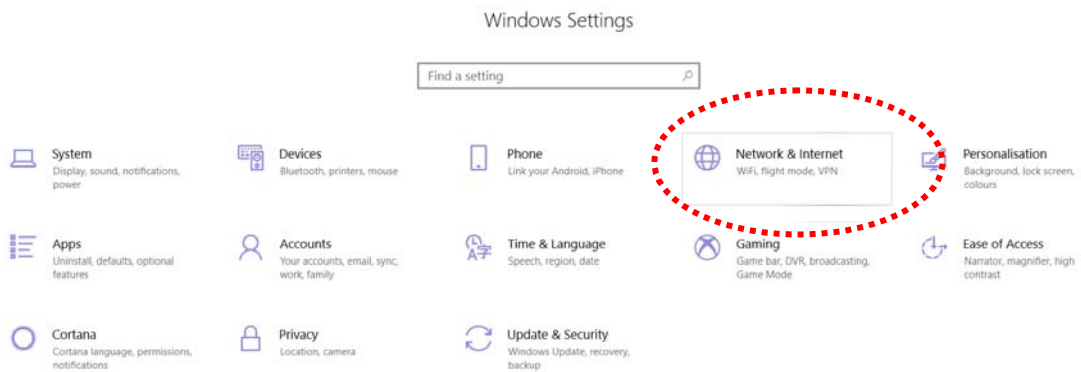 Windows Settings
Find a setting
System
Display, sound, notifications,
power
Devices
Bluetooth, printers, mouse
Phone
Link your Android, iPhone
Network & Internet
WiFi, flight mode, VPN
Personalisation
Background, lock screen,
colours
Apps
Uninstall, defaults, optional
features
Accounts
Your accounts, email, sync,
work, family
Time & Language
Speech, region, date
Gaming
Game bar, DVR, broadcasting,
Game Mode
Ease of Access
Narrator, magnifier, high
contrast
Cortana
Cortana language, permissions,
notifications
Privacy
Location, camera
Update & Security
Windows Update, recovery,
backup